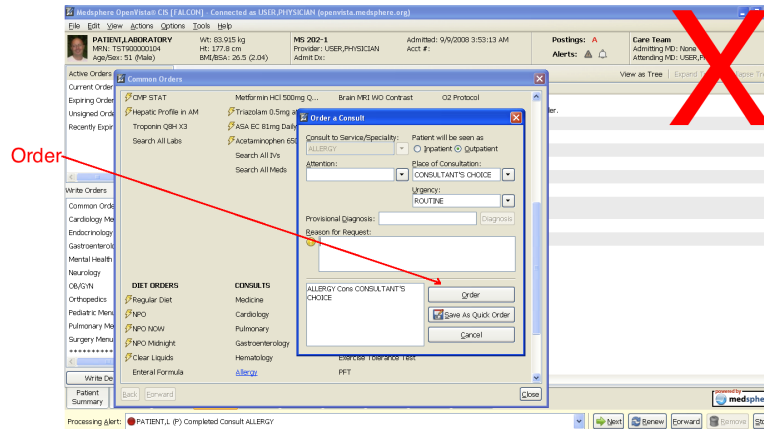 Medsphere OpenVista® CIS [FALCON] - Connected as USER,PHYSICIAN (openvista.medsphere.org)
File Edit View Actions Options Tools Help
PATIENT,LABORATORY Wt: 83.915 kg MS 202-1 Admitted: 9/9/2008 3:53:13 AM Postings: A Care Team
MRN: TST900000104 Ht: 177.8 cm Provider: USER,PHYSICIAN Acct #: Admitting MD: None
Age/Sex: 51 (Male) BMI/BSA: 26.5 (2.04) Admit Dx: Alerts: Attending MD: USER,P
Active Orders View as Tree Expand
Common Orders
Current Order
Expiring Order
Unsigned Orde
Recently Expir
CMP STAT Metformin HCl 500mg Q... Brain MRI WO Contrast O2 Protocol
Hepatic Profile in AM Triazolam 0.5mg a
Troponin Q8H X3 ASA EC 81mg Daily
Search All Labs Acetaminophen 650
Search All IVs
Search All Meds
Order a Consult
Consult to Service/Speciality: Patient will be seen as
ALLERGY Inpatient Outpatient
Attention: Place of Consultation:
CONSULTANT'S CHOICE
Urgency:
ROUTINE
Provisional Diagnosis: Diagnosis
Reason for Request:
ALLERGY Cons CONSULTANT'S
CHOICE
Order
Save As Quick Order
Cancel
Order
X
Write Orders
Common Orde
Cardiology Me
Endocrinology
Gastroenterol
Mental Health
Neurology
OB/GYN
Orthopedics
Pediatric Menu
Pulmonary Me
Surgery Menu
**********
Write De
DIET ORDERS CONSULTS
Regular Diet Medicine
NPO Cardiology
NPO NOW Pulmonary
NPO Midnight Gastroenterology
Clear Liquids Hematology Exercise Tolerance Test
Enteral Formula Allergy PFT
Back Forward Close
Patient
Summary
powered by
medsphe
Processing Alert: PATIENT,L (P) Completed Consult ALLERGY Next Renew Forward Remove Sto